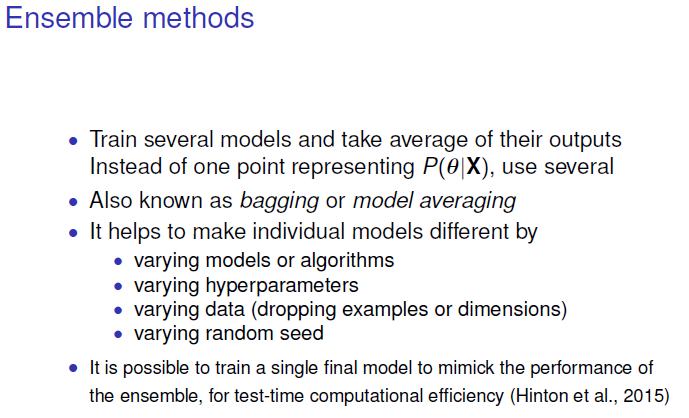 Ensemble methods
• Train several models and take average of their outputs
Instead of one point representing P(θ|X), use several
• Also known as bagging or model averaging
• It helps to make individual models different by
• varying models or algorithms
• varying hyperparameters
• varying data (dropping examples or dimensions)
• varying random seed
• It is possible to train a single final model to mimick the performance of
the ensemble, for test-time computational efficiency (Hinton et al., 2015)